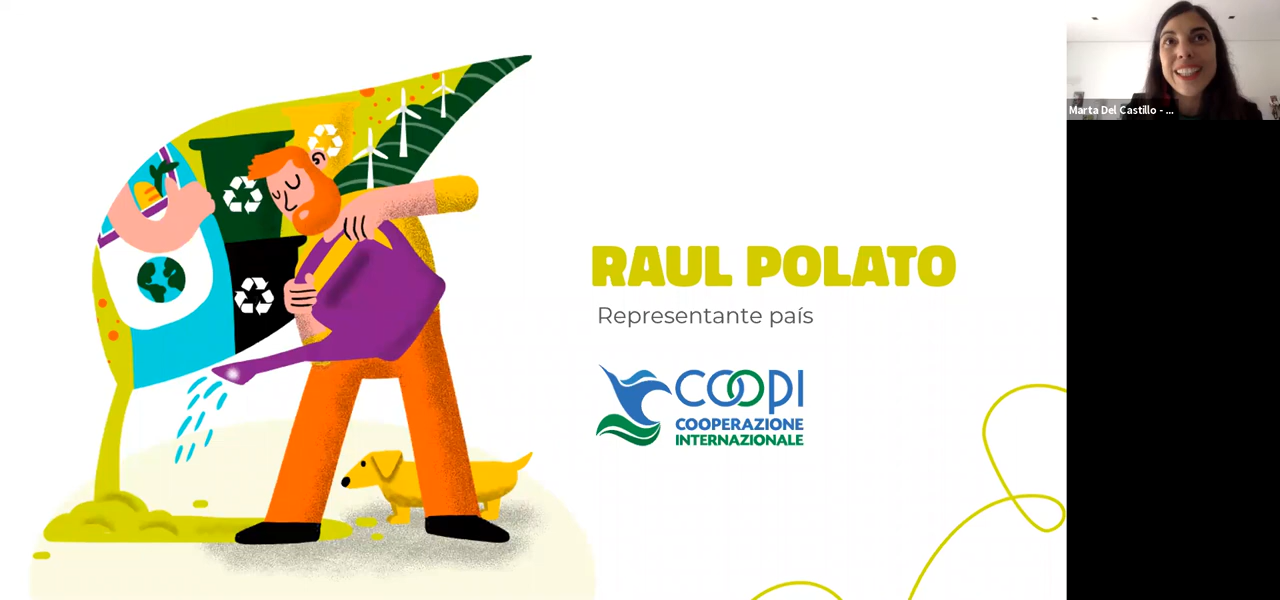 Marta Del Castillo - ...
RAUL POLATO
Representante país
COOPI
COOPERAZIONE
INTERNAZIONALE